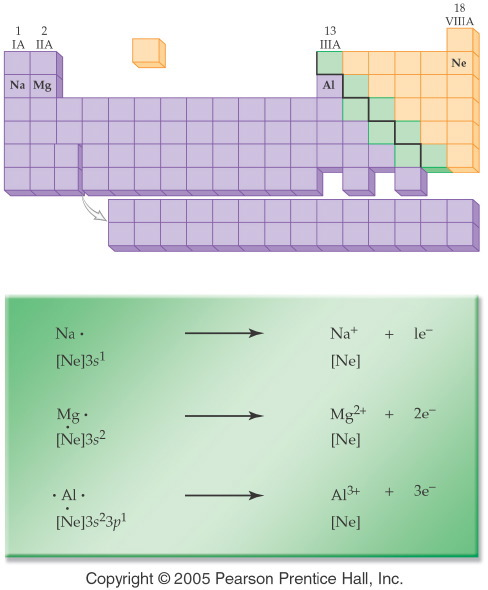 18
VIIIA
1 2 13
IA IIA IIIA
Ne
Na Mg Al
Na · Na⁺ + le⁻
[Ne]3s¹ [Ne]
Mg · Mg²⁺ + 2e⁻
[Ne]3s² [Ne]
· Al · Al³⁺ + 3e⁻
[Ne]3s²3p¹ [Ne]
Copyright © 2005 Pearson Prentice Hall, Inc.